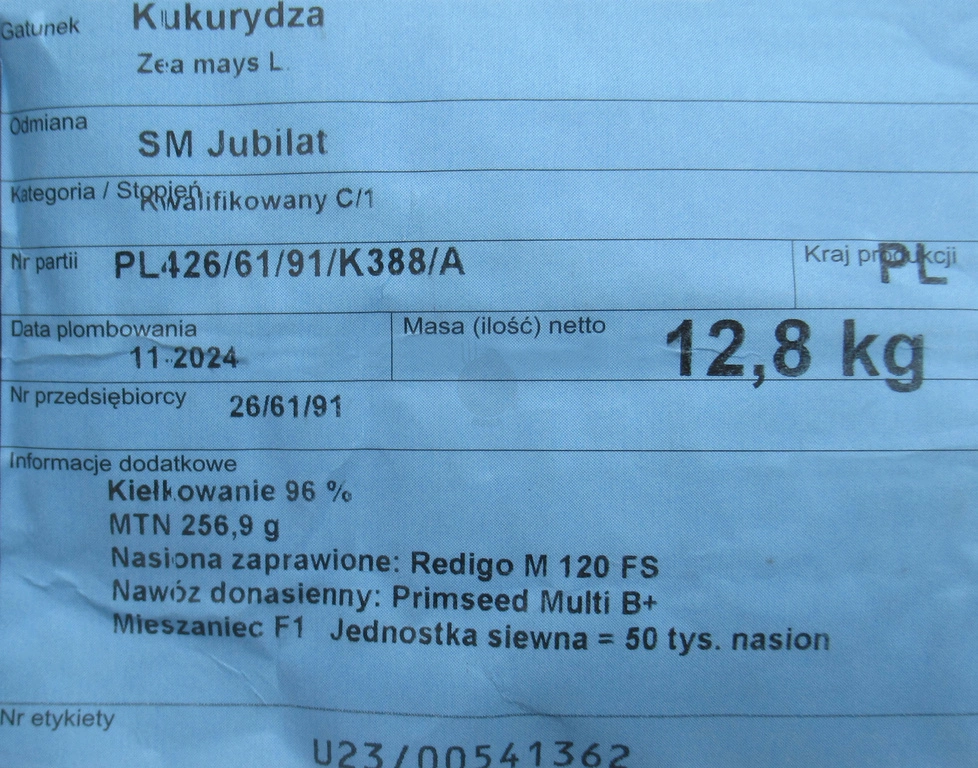 Gatunek Kukurydza
Zea mays L.
Odmiana
SM Jubilat
Kategoria / Stopień
Kwalifikowany C/1
Nr partii PL426/61/91/K388/A Kraj produkcji PL
Data plombowania Masa (ilość) netto 12,8 kg
11.2024
Nr przedsiębiorcy 26/61/91
Informacje dodatkowe
Kiełkowanie 96 %
MTN 256,9 g
Nasiona zaprawione: Redigo M 120 FS
Nawóz donasienny: Primseed Multi B+
Mieszaniec F1 Jednostka siewna = 50 tys. nasion
Nr etykiety
U23/00541362